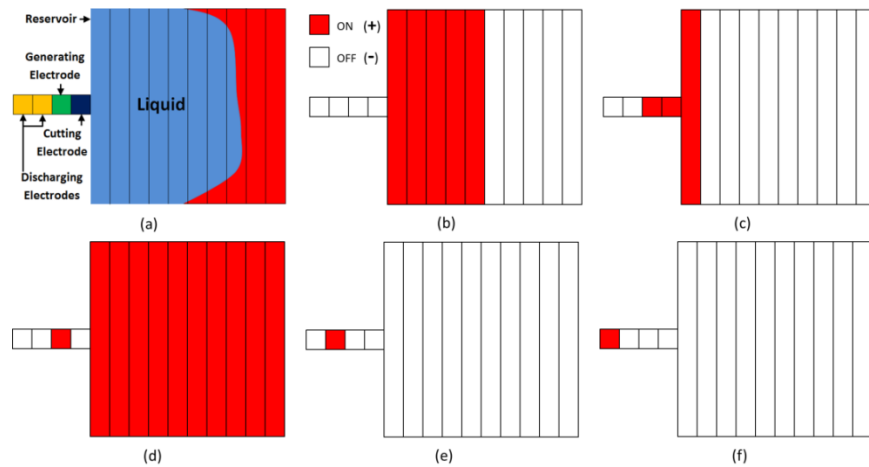 Reservoir
Generating
Electrode
Liquid
Cutting
Electrode
Discharging
Electrodes
(a)
ON (+)
OFF (-)
(b)
(c)
(d)
(e)
(f)